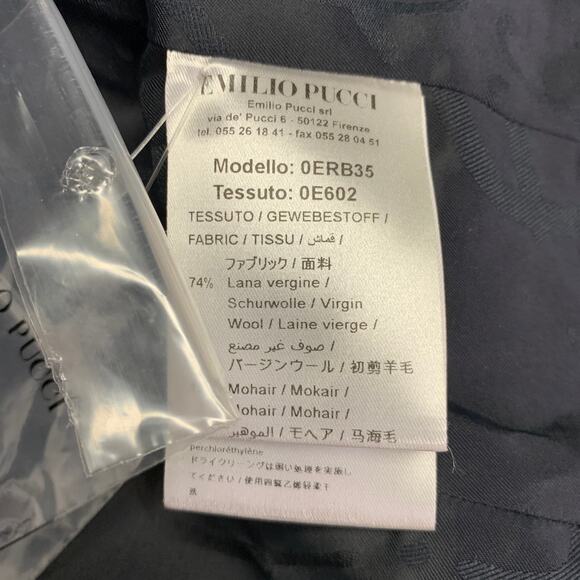 EMILIO PUCCI
Emilio Pucci srl
via de' Pucci 6 - 50122 Firenze
tel. 055 26 18 41 - fax 055 28 04 51
Modello: 0ERB35
Tessuto: 0E602
TESSUTO / GEWEBESTOFF /
FABRIC / TISSU / قماش /
ファブリック / 面料
74% Lana vergine /
Schurwolle / Virgin
Wool / Laine vierge /
صوف غير مصنع /
バージンウール / 初剪羊毛
Mohair / Mokair /
Mohair / Mohair /
الموهير / モヘア / 马海毛
perchloréthylène
ドライクリーニングは弱い処理を実施し
てください / 使用四氯乙烯轻柔干
洗
PUCCI